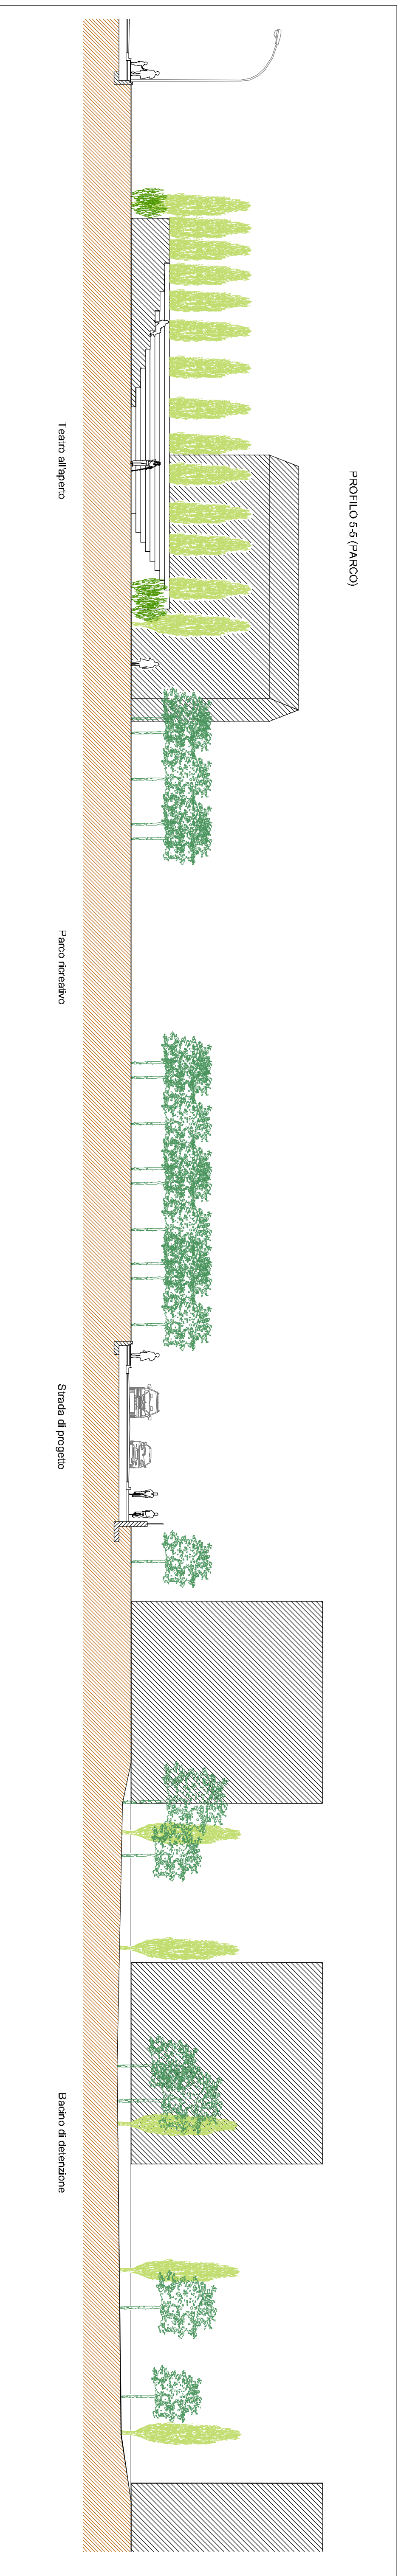 PROFILO 5-5 (PARCO)
Teatro all'aperto
Parco ricreativo
Strada di progetto
Bacino di detenzione